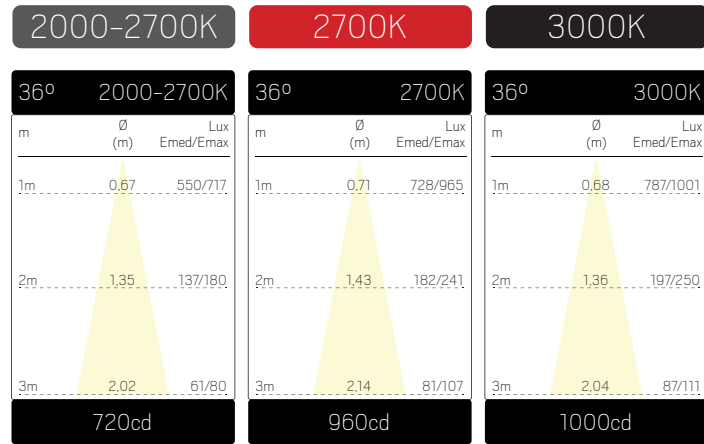 2000-2700K
2700K
3000K
36º 2000-2700K
m Ø (m) Lux Emed/Emax
1m 0,67 550/717
2m 1,35 137/180
3m 2,02 61/80
720cd
36º 2700K
m Ø (m) Lux Emed/Emax
1m 0,71 728/965
2m 1,43 182/241
3m 2,14 81/107
960cd
36º 3000K
m Ø (m) Lux Emed/Emax
1m 0,68 787/1001
2m 1,36 197/250
3m 2,04 87/111
1000cd